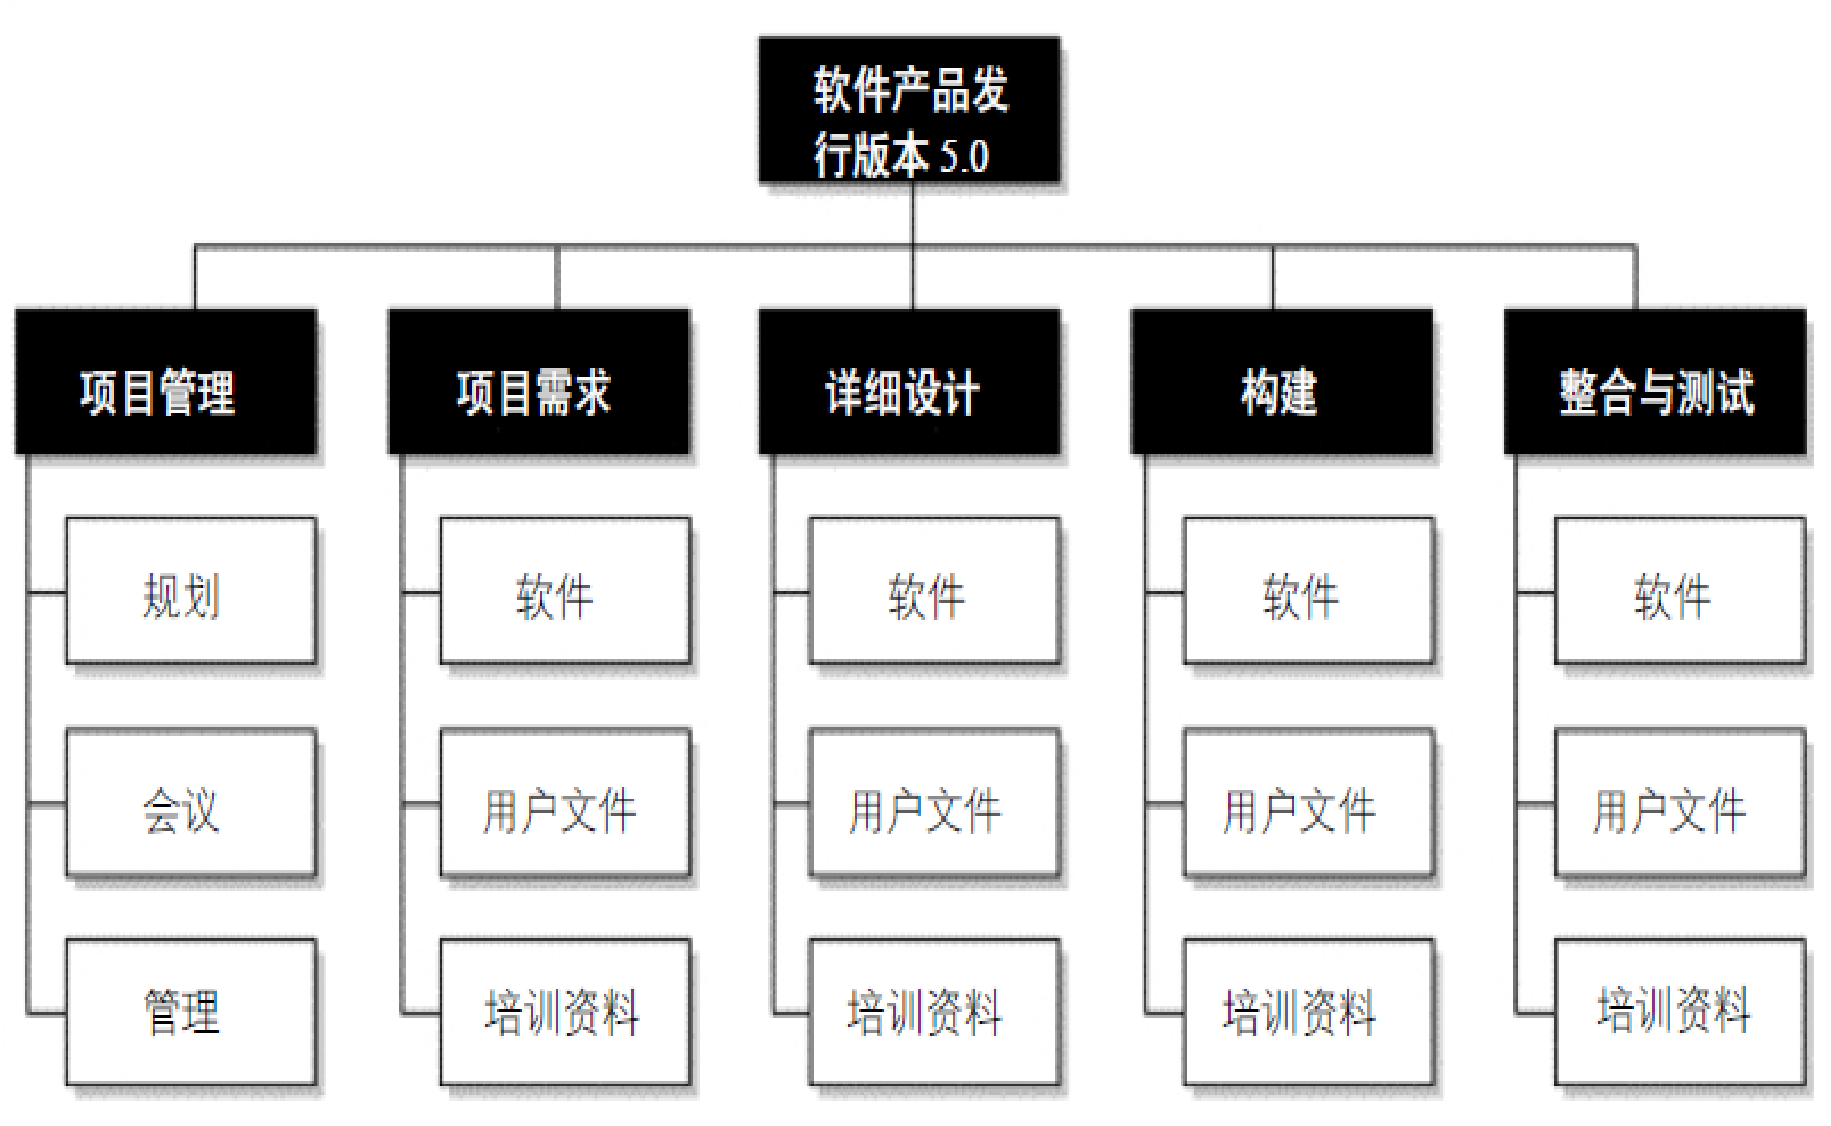 软件产品发
行版本 5.0
项目管理
项目需求
详细设计
构建
整合与测试
规划
软件
软件
软件
软件
会议
用户文件
用户文件
用户文件
用户文件
管理
培训资料
培训资料
培训资料
培训资料